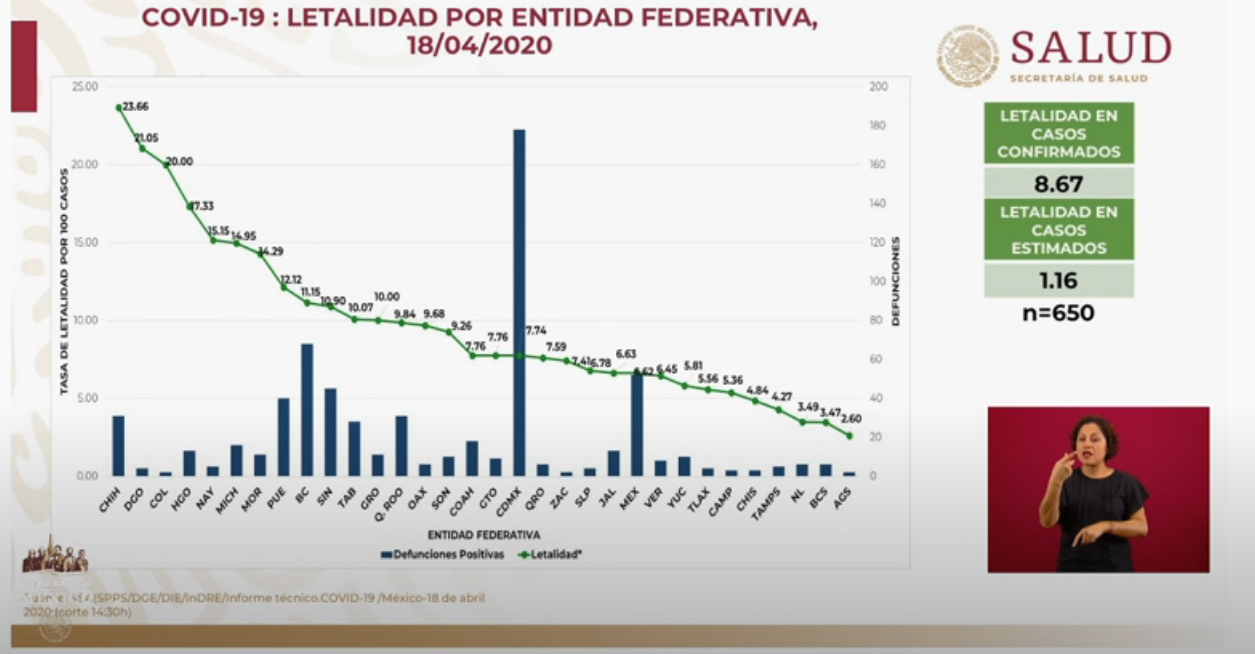 COVID-19 : LETALIDAD POR ENTIDAD FEDERATIVA,
18/04/2020
SALUD
SECRETARÍA DE SALUD
LETALIDAD EN
CASOS
CONFIRMADOS
8.67
LETALIDAD EN
CASOS
ESTIMADOS
1.16
n=650
TASA DE LETALIDAD POR 100 CASOS
25.00
20.00
15.00
10.00
5.00
0.00
23.66
21.05
20.00
17.33
15.15
14.95
14.29
12.12
11.15
10.90
10.07
10.00
9.84
9.68
9.26
7.76
7.76
7.74
7.59
7.41
6.78
6.63
6.62
6.45
5.81
5.56
5.36
4.84
4.27
3.49
3.47
2.60
200
180
160
140
120
100
80
60
40
20
0
DEFUNCIONES
CHIH
DGO
COL
HGO
NAY
MICH
MOR
PUE
BC
SIN
TAB
GRO
Q. ROO
OAX
SON
COAH
GTO
CDMX
QRO
ZAC
SLP
JAL
MEX
VER
YUC
TLAX
CAMP
CHIS
TAMPS
NL
BCS
AGS
ENTIDAD FEDERATIVA
Defunciones Positivas Letalidad*
(SPPS/DGE/DIE/InDRE/Informe técnico.COVID-19 /México-18 de abril
2020 (corte 14:30h)